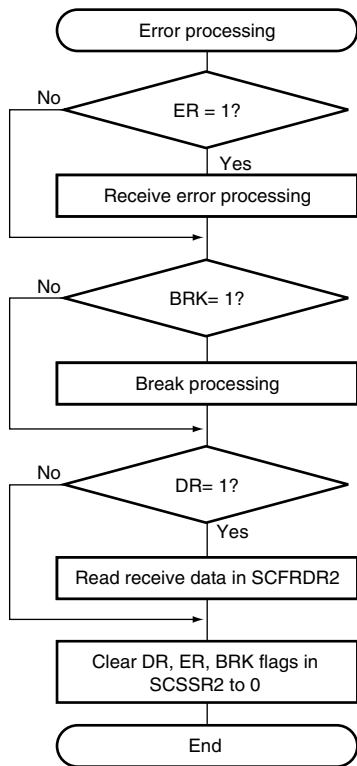 Error processing
No
ER = 1?
Yes
Receive error processing
No
BRK= 1?
Break processing
No
DR= 1?
Yes
Read receive data in SCFRDR2
Clear DR, ER, BRK flags in
SCSSR2 to 0
End